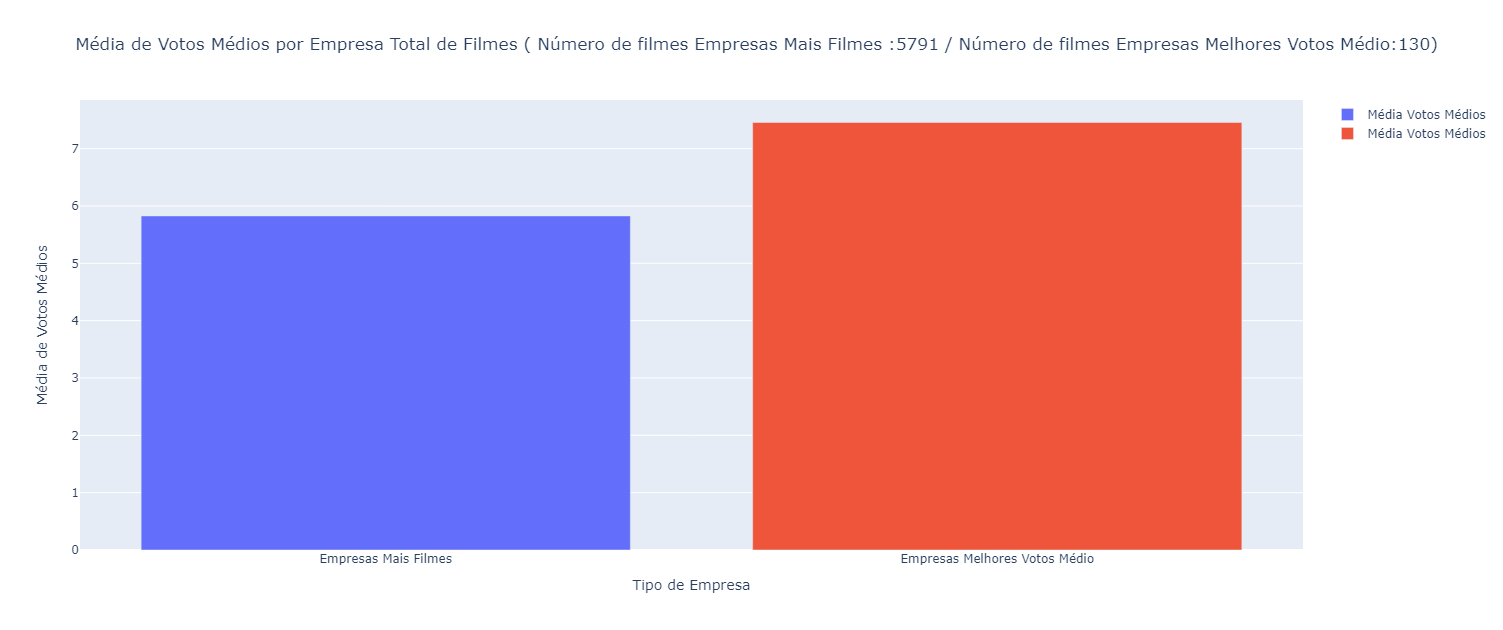 Média de Votos Médios por Empresa Total de Filmes ( Número de filmes Empresas Mais Filmes :5791 / Número de filmes Empresas Melhores Votos Médio:130)
Média Votos Médios
Média Votos Médios
Média de Votos Médios
7
6
5
4
3
2
1
0
Empresas Mais Filmes
Empresas Melhores Votos Médio
Tipo de Empresa